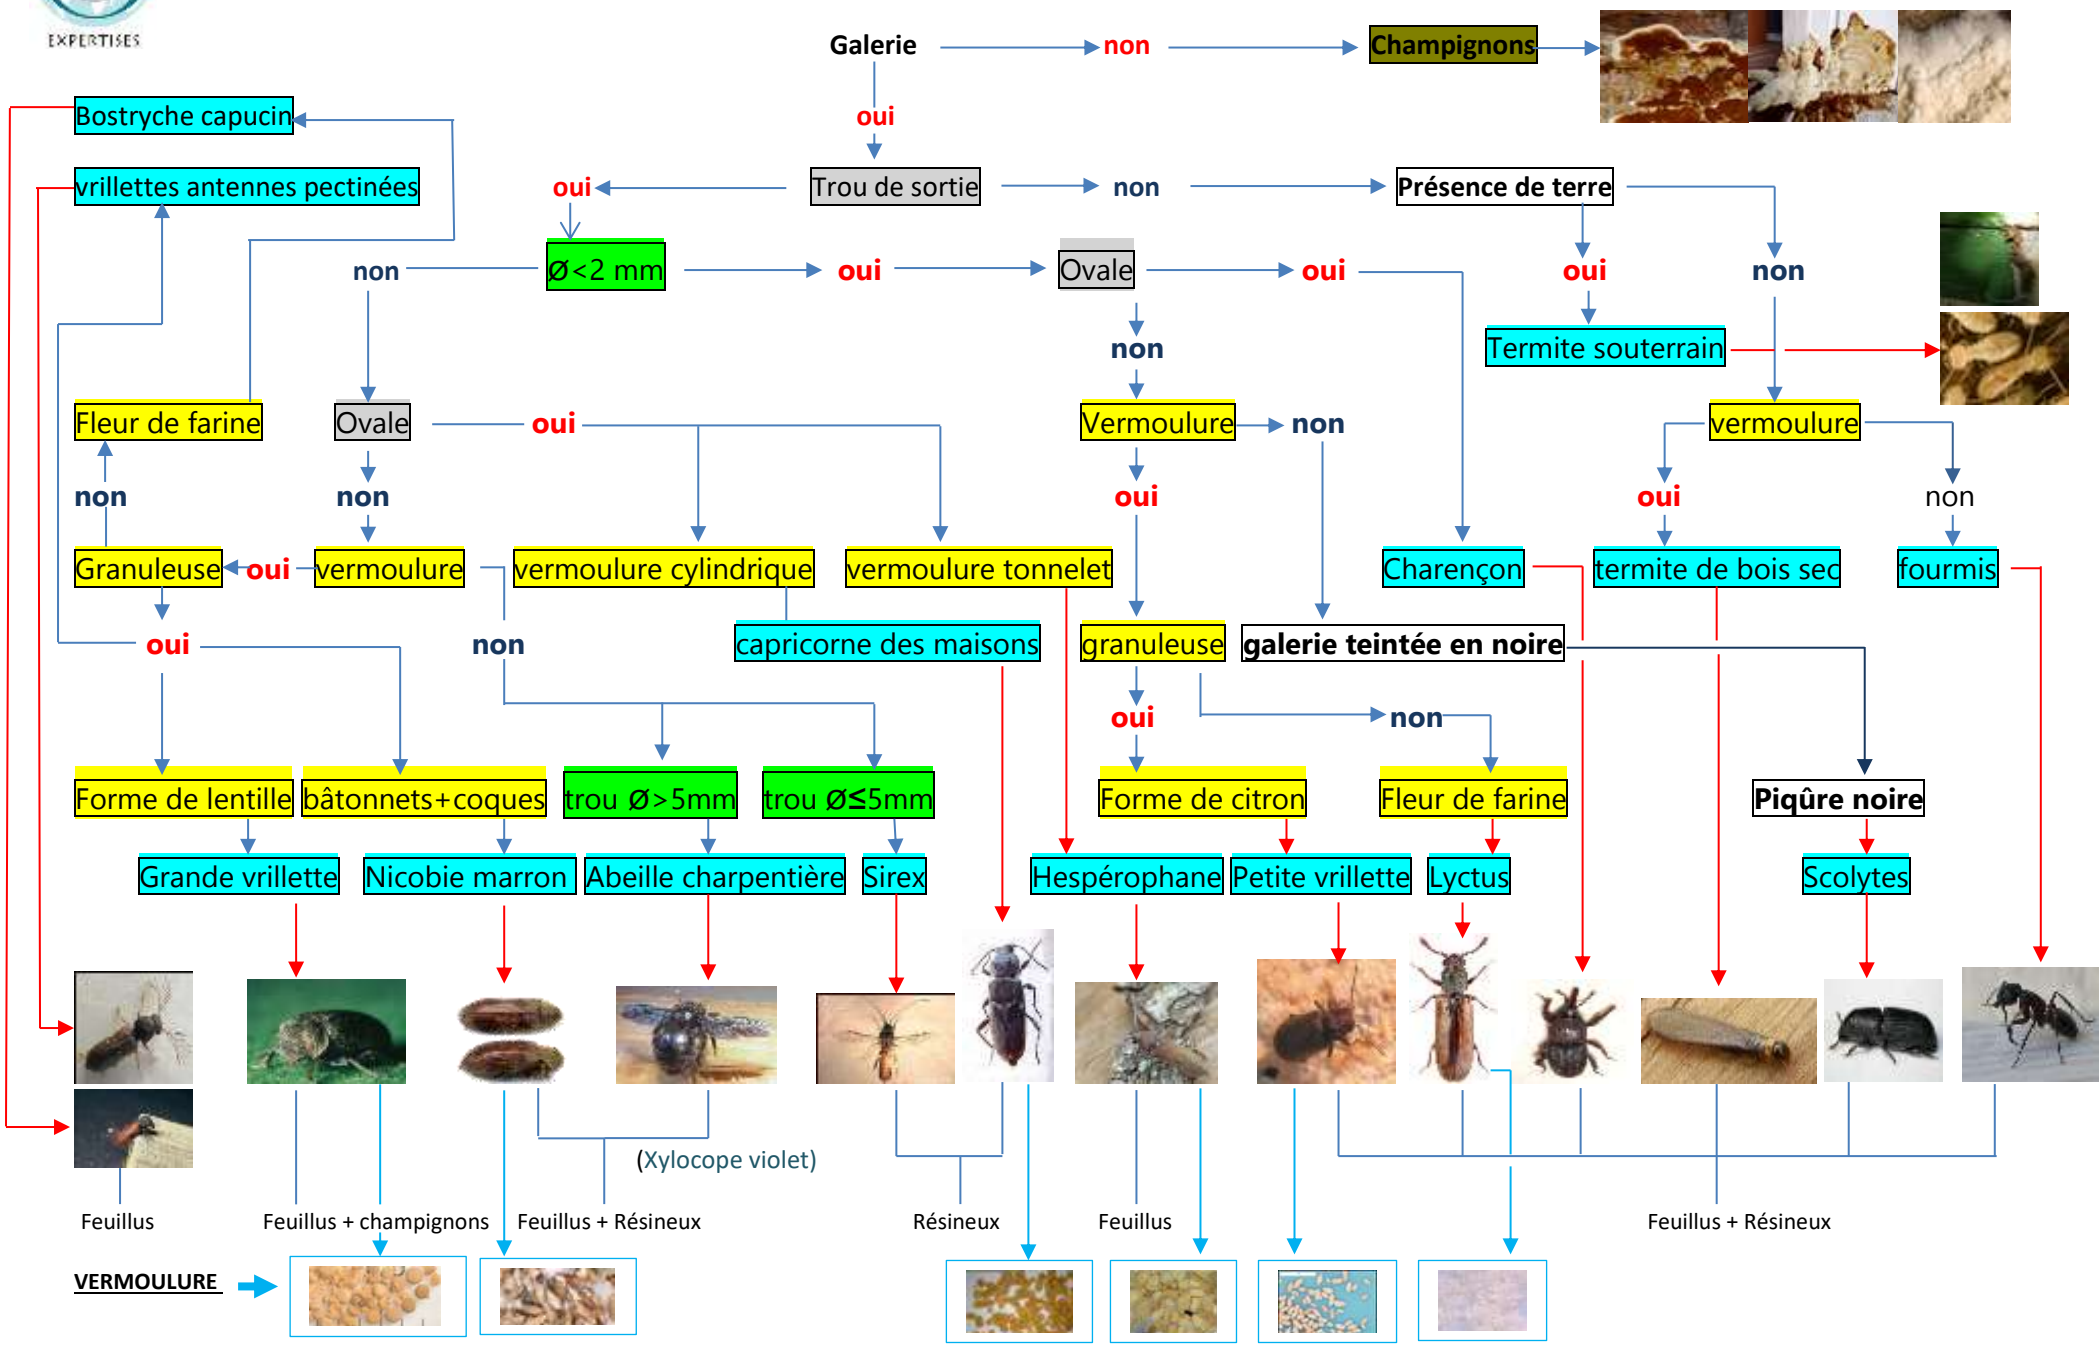 EXPERTISES
Galerie non Champignons
Bostryche capucin oui
vrillettes antennes pectinées oui Trou de sortie non Présence de terre
non Ø<2 mm oui Ovale oui oui non
non Termite souterrain
Fleur de farine Ovale oui Vermoulure non vermoulure
non non oui oui non
Granuleuse oui vermoulure vermoulure cylindrique vermoulure tonnelet Charençon termite de bois sec fourmis
oui non capricorne des maisons granuleuse galerie teintée en noire
oui non
Forme de lentille bâtonnets+coques trou Ø>5mm trou Ø≤5mm Forme de citron Fleur de farine Piqûre noire
Grande vrillette Nicobie marron Abeille charpentière Sirex Hespérophane Petite vrillette Lyctus Scolytes
(Xylocope violet)
Feuillus Feuillus + champignons Feuillus + Résineux Résineux Feuillus Feuillus + Résineux
VERMOULURE